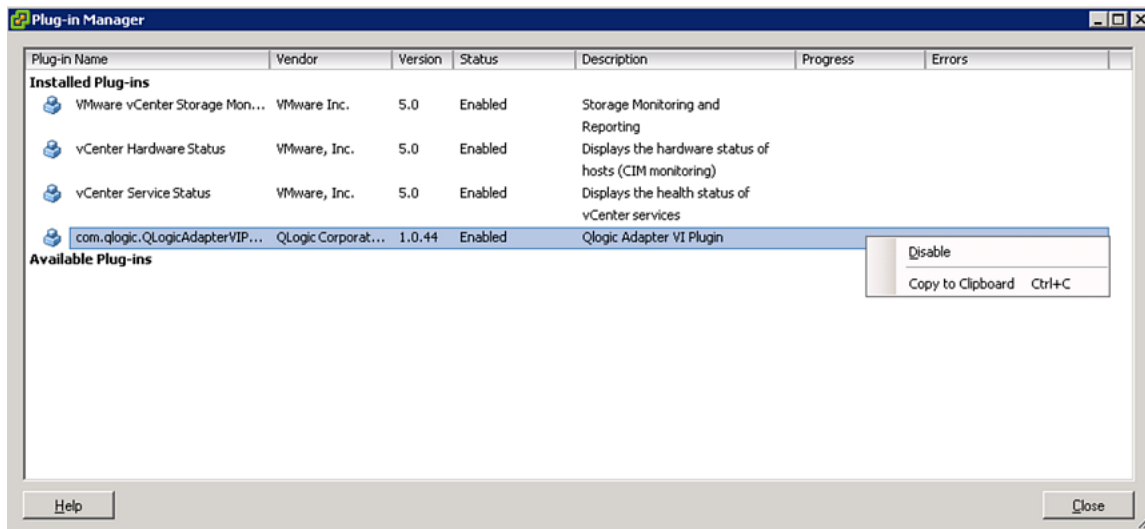 Plug-in Manager
Plug-in Name Vendor Version Status Description Progress Errors
Installed Plug-ins
VMware vCenter Storage Mon... VMware Inc. 5.0 Enabled Storage Monitoring and
Reporting
vCenter Hardware Status VMware, Inc. 5.0 Enabled Displays the hardware status of
hosts (CIM monitoring)
vCenter Service Status VMware, Inc. 5.0 Enabled Displays the health status of
vCenter services
com.qlogic.QLogicAdapterVIP... QLogic Corporat... 1.0.44 Enabled Qlogic Adapter VI Plugin
Available Plug-ins
Disable
Copy to Clipboard Ctrl+C
Help Close